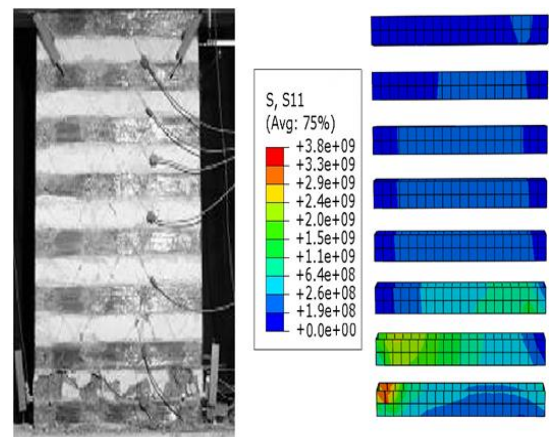 S, S11
(Avg: 75%)
+3.8e+09
+3.3e+09
+2.9e+09
+2.4e+09
+2.0e+09
+1.5e+09
+1.1e+09
+6.4e+08
+2.6e+08
+1.9e+08
+0.0e+00